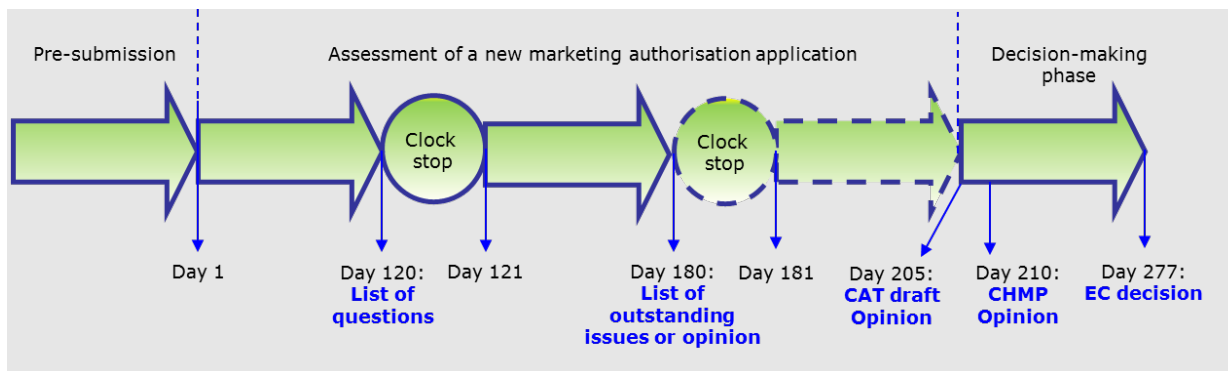 Pre-submission
Assessment of a new marketing authorisation application
Decision-making
phase
Clock
stop
Clock
stop
Day 1
Day 120:
List of
questions
Day 121
Day 180:
List of
outstanding
issues or opinion
Day 181
Day 205:
CAT draft
Opinion
Day 210:
CHMP
Opinion
Day 277:
EC decision